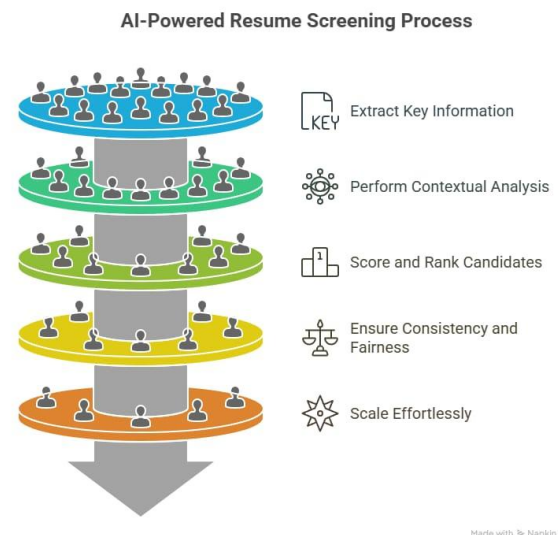 AI-Powered Resume Screening Process
KEY
Extract Key Information
Perform Contextual Analysis
1
Score and Rank Candidates
Ensure Consistency and
Fairness
Scale Effortlessly
Made with Napkin